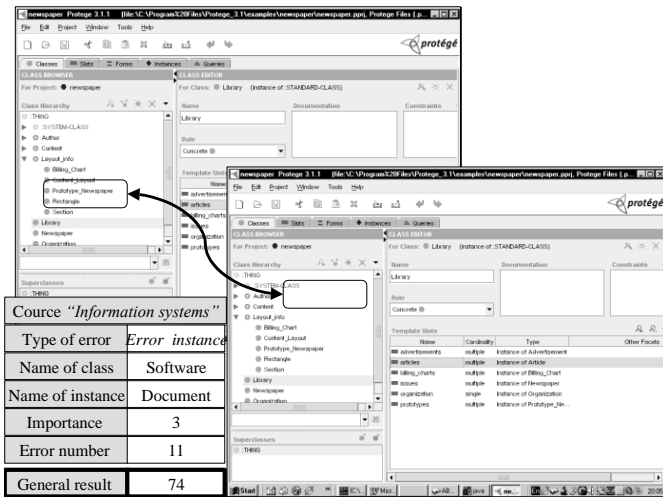 newspaper Protege 3.1.1 (file:\C:\Program%20Files\Protege_3.1\examples\newspaper\newspaper.pprj, Protege Files (.p...
File Edit Project Window Tools Help
protégé
Classes Slots Forms Instances Queries
CLASS BROWSER
CLASS EDITOR
For Project: newspaper
For Class: Library (instance of :STANDARD-CLASS)
Class Hierarchy
Name
Documentation
Constraints
:THING
:SYSTEM-CLASS
Author
Content
Layout_info
Billing_Chart
Content_Layout
Prototype_Newspaper
Rectangle
Section
Library
Newspaper
Organization
Superclasses
:THING
Library
Role
Concrete
Template Slots
Name
advertisements
articles
billing_charts
issues
organization
prototypes
newspaper Protege 3.1.1 (file:\C:\Program%20Files\Protege_3.1\examples\newspaper\newspaper.pprj, Protege Files (.p...
File Edit Project Window Tools Help
protégé
Classes Slots Forms Instances Queries
CLASS BROWSER
CLASS EDITOR
For Project: newspaper
For Class: Library (instance of :STANDARD-CLASS)
Class Hierarchy
Name
Documentation
Constraints
:THING
:SYSTEM-CLASS
Author
Content
Layout_info
Billing_Chart
Content_Layout
Prototype_Newspaper
Rectangle
Section
Library
Newspaper
Organization
Superclasses
:THING
Library
Role
Concrete
Template Slots
Name Cardinality Type Other Facets
advertisements multiple Instance of Advertisement
articles multiple Instance of Article
billing_charts multiple Instance of Billing_Chart
issues multiple Instance of Newspaper
organization single Instance of Organization
prototypes multiple Instance of Prototype_Ne...
Start java ne... 20:05
Cource "Information systems"
Type of error Error instance
Name of class Software
Name of instance Document
Importance 3
Error number 11
General result 74